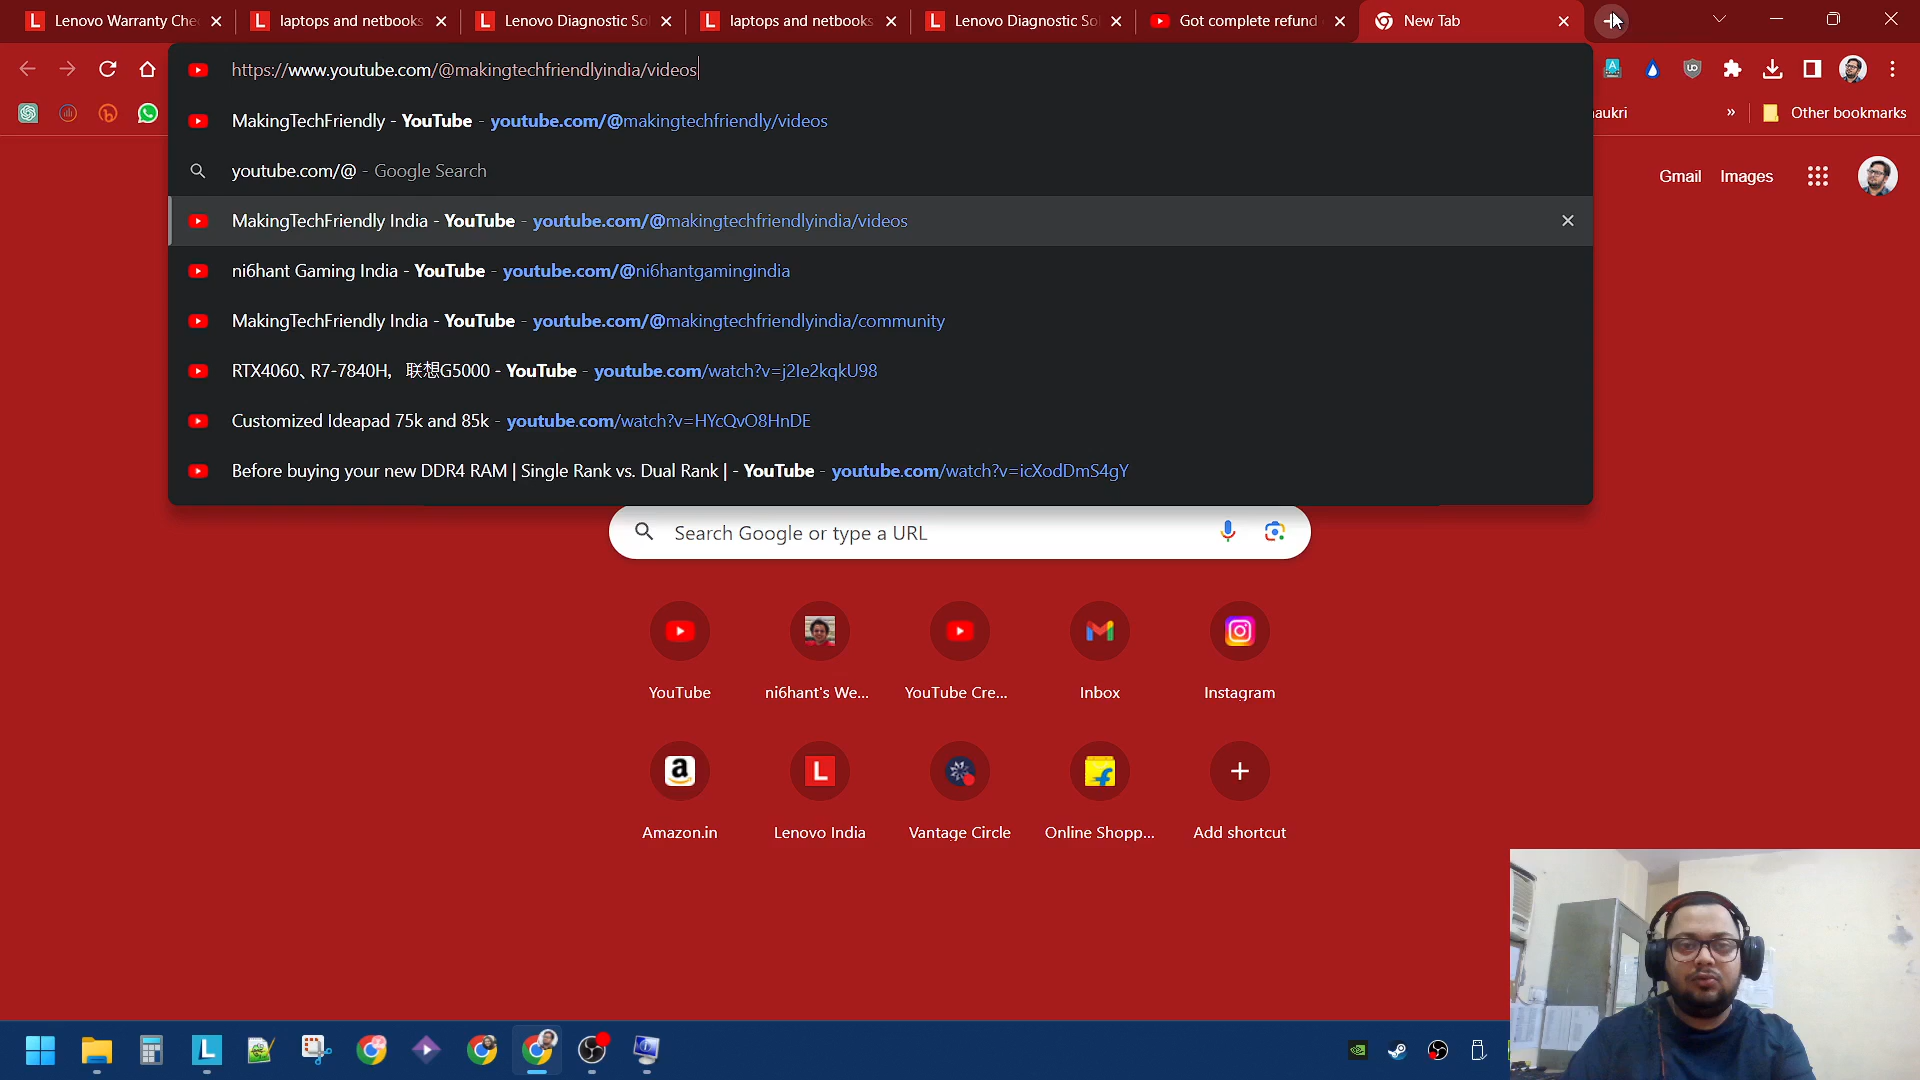 Lenovo Warranty Che
laptops and netbooks
Lenovo Diagnostic Sol
laptops and netbooks
Lenovo Diagnostic Sol
Got complete refund
New Tab
https://www.youtube.com/@makingtechfriendlyindia/videos
MakingTechFriendly - YouTube - youtube.com/@makingtechfriendly/videos
aukri
»
Other bookmarks
youtube.com/@ - Google Search
Gmail
Images
MakingTechFriendly India - YouTube - youtube.com/@makingtechfriendlyindia/videos
ni6hant Gaming India - YouTube - youtube.com/@ni6hantgamingindia
MakingTechFriendly India - YouTube - youtube.com/@makingtechfriendlyindia/community
RTX4060、R7-7840H, 联想G5000 - YouTube - youtube.com/watch?v=j2Ie2kqkU98
Customized Ideapad 75k and 85k - youtube.com/watch?v=HYcQvO8HnDE
Before buying your new DDR4 RAM | Single Rank vs. Dual Rank | - YouTube - youtube.com/watch?v=icXodDmS4gY
Search Google or type a URL
YouTube
ni6hant's We...
YouTube Cre...
Inbox
Instagram
Amazon.in
Lenovo India
Vantage Circle
Online Shopp...
Add shortcut